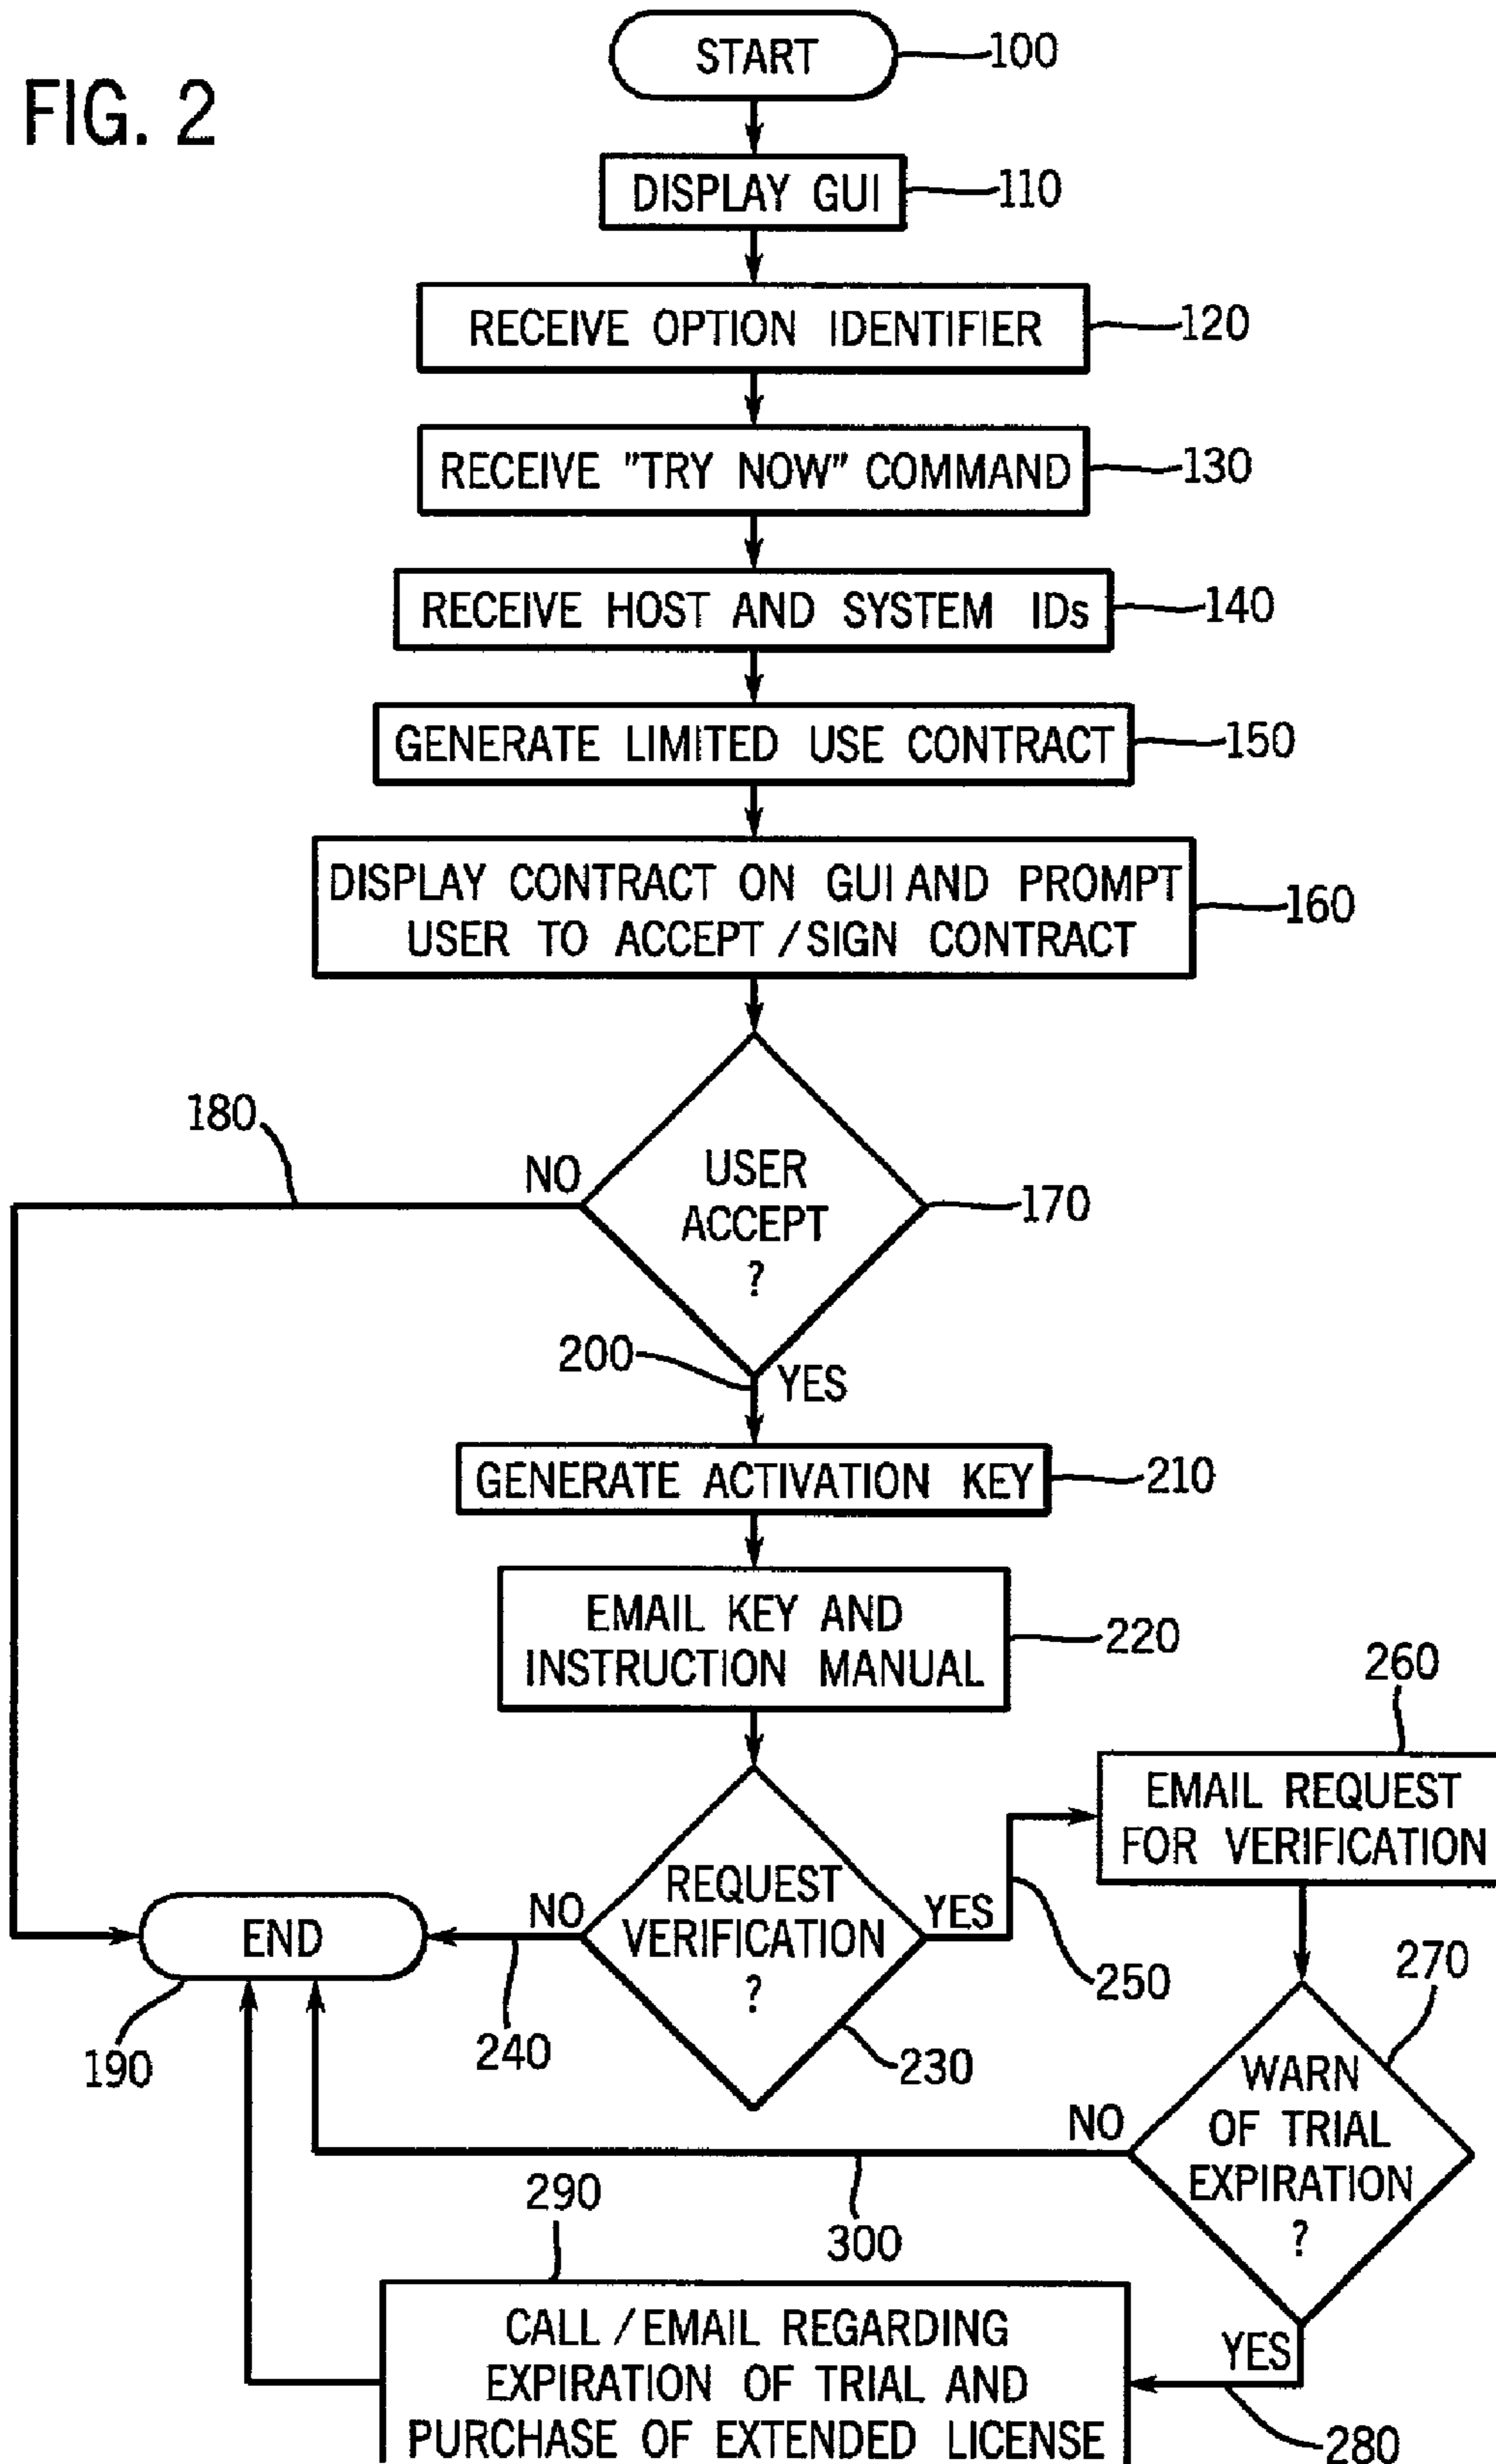 FIG. 2
START
100
DISPLAY GUI
110
RECEIVE OPTION IDENTIFIER
120
RECEIVE "TRY NOW" COMMAND
130
RECEIVE HOST AND SYSTEM IDs
140
GENERATE LIMITED USE CONTRACT
150
DISPLAY CONTRACT ON GUI AND PROMPT
USER TO ACCEPT/SIGN CONTRACT
160
180
NO
USER
ACCEPT
?
170
200
YES
GENERATE ACTIVATION KEY
210
EMAIL KEY AND
INSTRUCTION MANUAL
220
260
EMAIL REQUEST
FOR VERIFICATION
REQUEST
VERIFICATION
?
NO
YES
END
190
240
230
250
270
WARN
OF TRIAL
EXPIRATION
?
NO
300
290
YES
280
CALL/EMAIL REGARDING
EXPIRATION OF TRIAL AND
PURCHASE OF EXTENDED LICENSE